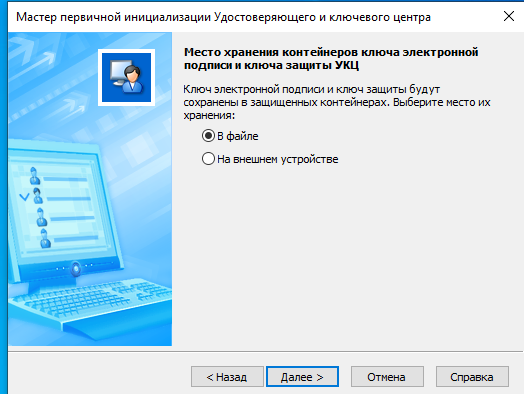 Мастер первичной инициализации Удостоверяющего и ключевого центра
Место хранения контейнеров ключа электронной
подписи и ключа защиты УКЦ
Ключ электронной подписи и ключ защиты будут
сохранены в защищенных контейнерах. Выберите место их
хранения:
В файле
На внешнем устройстве
< Назад
Далее >
Отмена
Справка